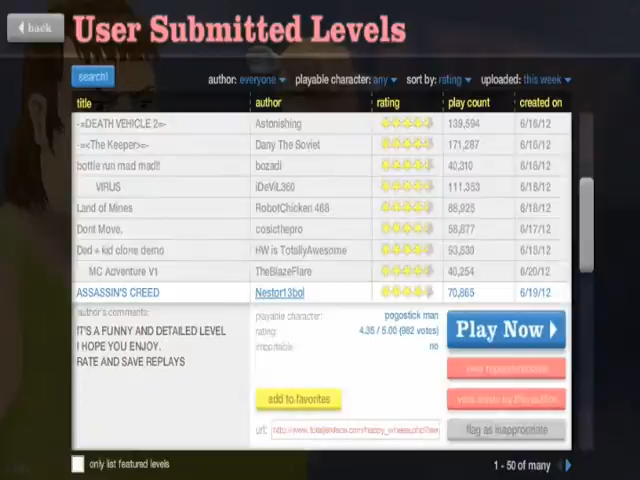 back
User Submitted Levels
search!
author: everyone playable character: any sort by: rating uploaded: this week
title author rating play count created on
-=DEATH VEHICLE 2=- Astonishing 139,594 6/16/12
-=<The Keeper>=- Dany The Soviet 171,287 6/15/12
bottle run mad mad!! bozadi 40,310 6/18/12
VIRUS iDeViL360 111,353 6/18/12
Land of Mines RobotChicken 468 88,925 6/18/12
Dont Move. cosicthepro 58,877 6/17/12
Ded + kid clone demo HW is TotallyAwesome 93,530 6/15/12
MC Adventure V1 TheBlazeFlare 40,254 6/20/12
ASSASSIN'S CREED Nestor13bol 70,865 6/19/12
author's comments:
IT'S A FUNNY AND DETAILED LEVEL
I HOPE YOU ENJOY.
RATE AND SAVE REPLAYS
playable character: pogostick man
rating: 4.35 / 5.00 (982 votes)
importable: no
Play Now
add to favorites
url:
flag as inappropriate
only list featured levels
1 - 50 of many